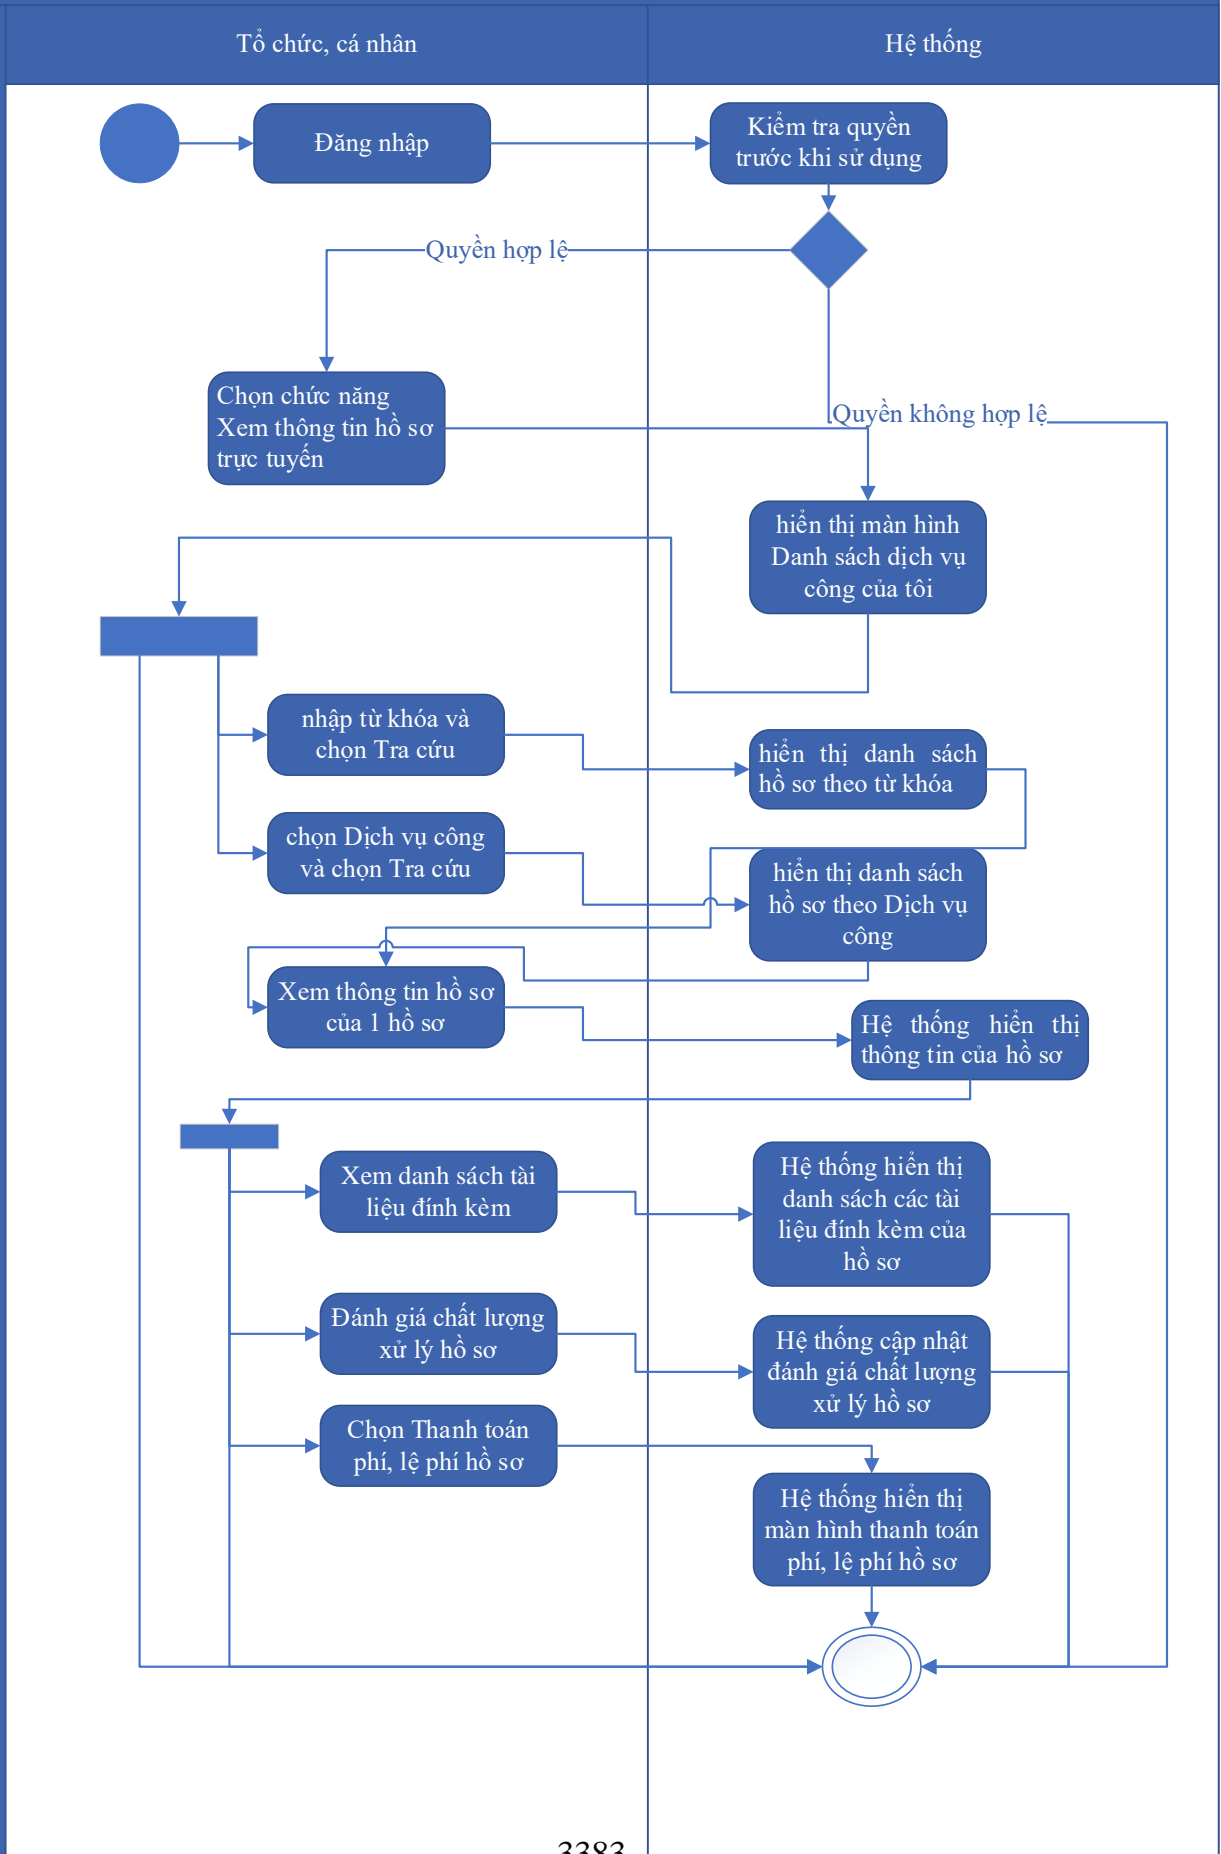 Tổ chức, cá nhân
Hệ thống
Đăng nhập
Kiểm tra quyền
trước khi sử dụng
Quyền hợp lệ
Chọn chức năng
Xem thông tin hồ sơ
trực tuyến
Quyền không hợp lệ
hiển thị màn hình
Danh sách dịch vụ
công của tôi
nhập từ khóa và
chọn Tra cứu
hiển thị danh sách
hồ sơ theo từ khóa
chọn Dịch vụ công
và chọn Tra cứu
hiển thị danh sách
hồ sơ theo Dịch vụ
công
Xem thông tin hồ sơ
của 1 hồ sơ
Hệ thống hiển thị
thông tin của hồ sơ
Xem danh sách tài
liệu đính kèm
Hệ thống hiển thị
danh sách các tài
liệu đính kèm của
hồ sơ
Đánh giá chất lượng
xử lý hồ sơ
Hệ thống cập nhật
đánh giá chất lượng
xử lý hồ sơ
Chọn Thanh toán
phí, lệ phí hồ sơ
Hệ thống hiển thị
màn hình thanh toán
phí, lệ phí hồ sơ
3383